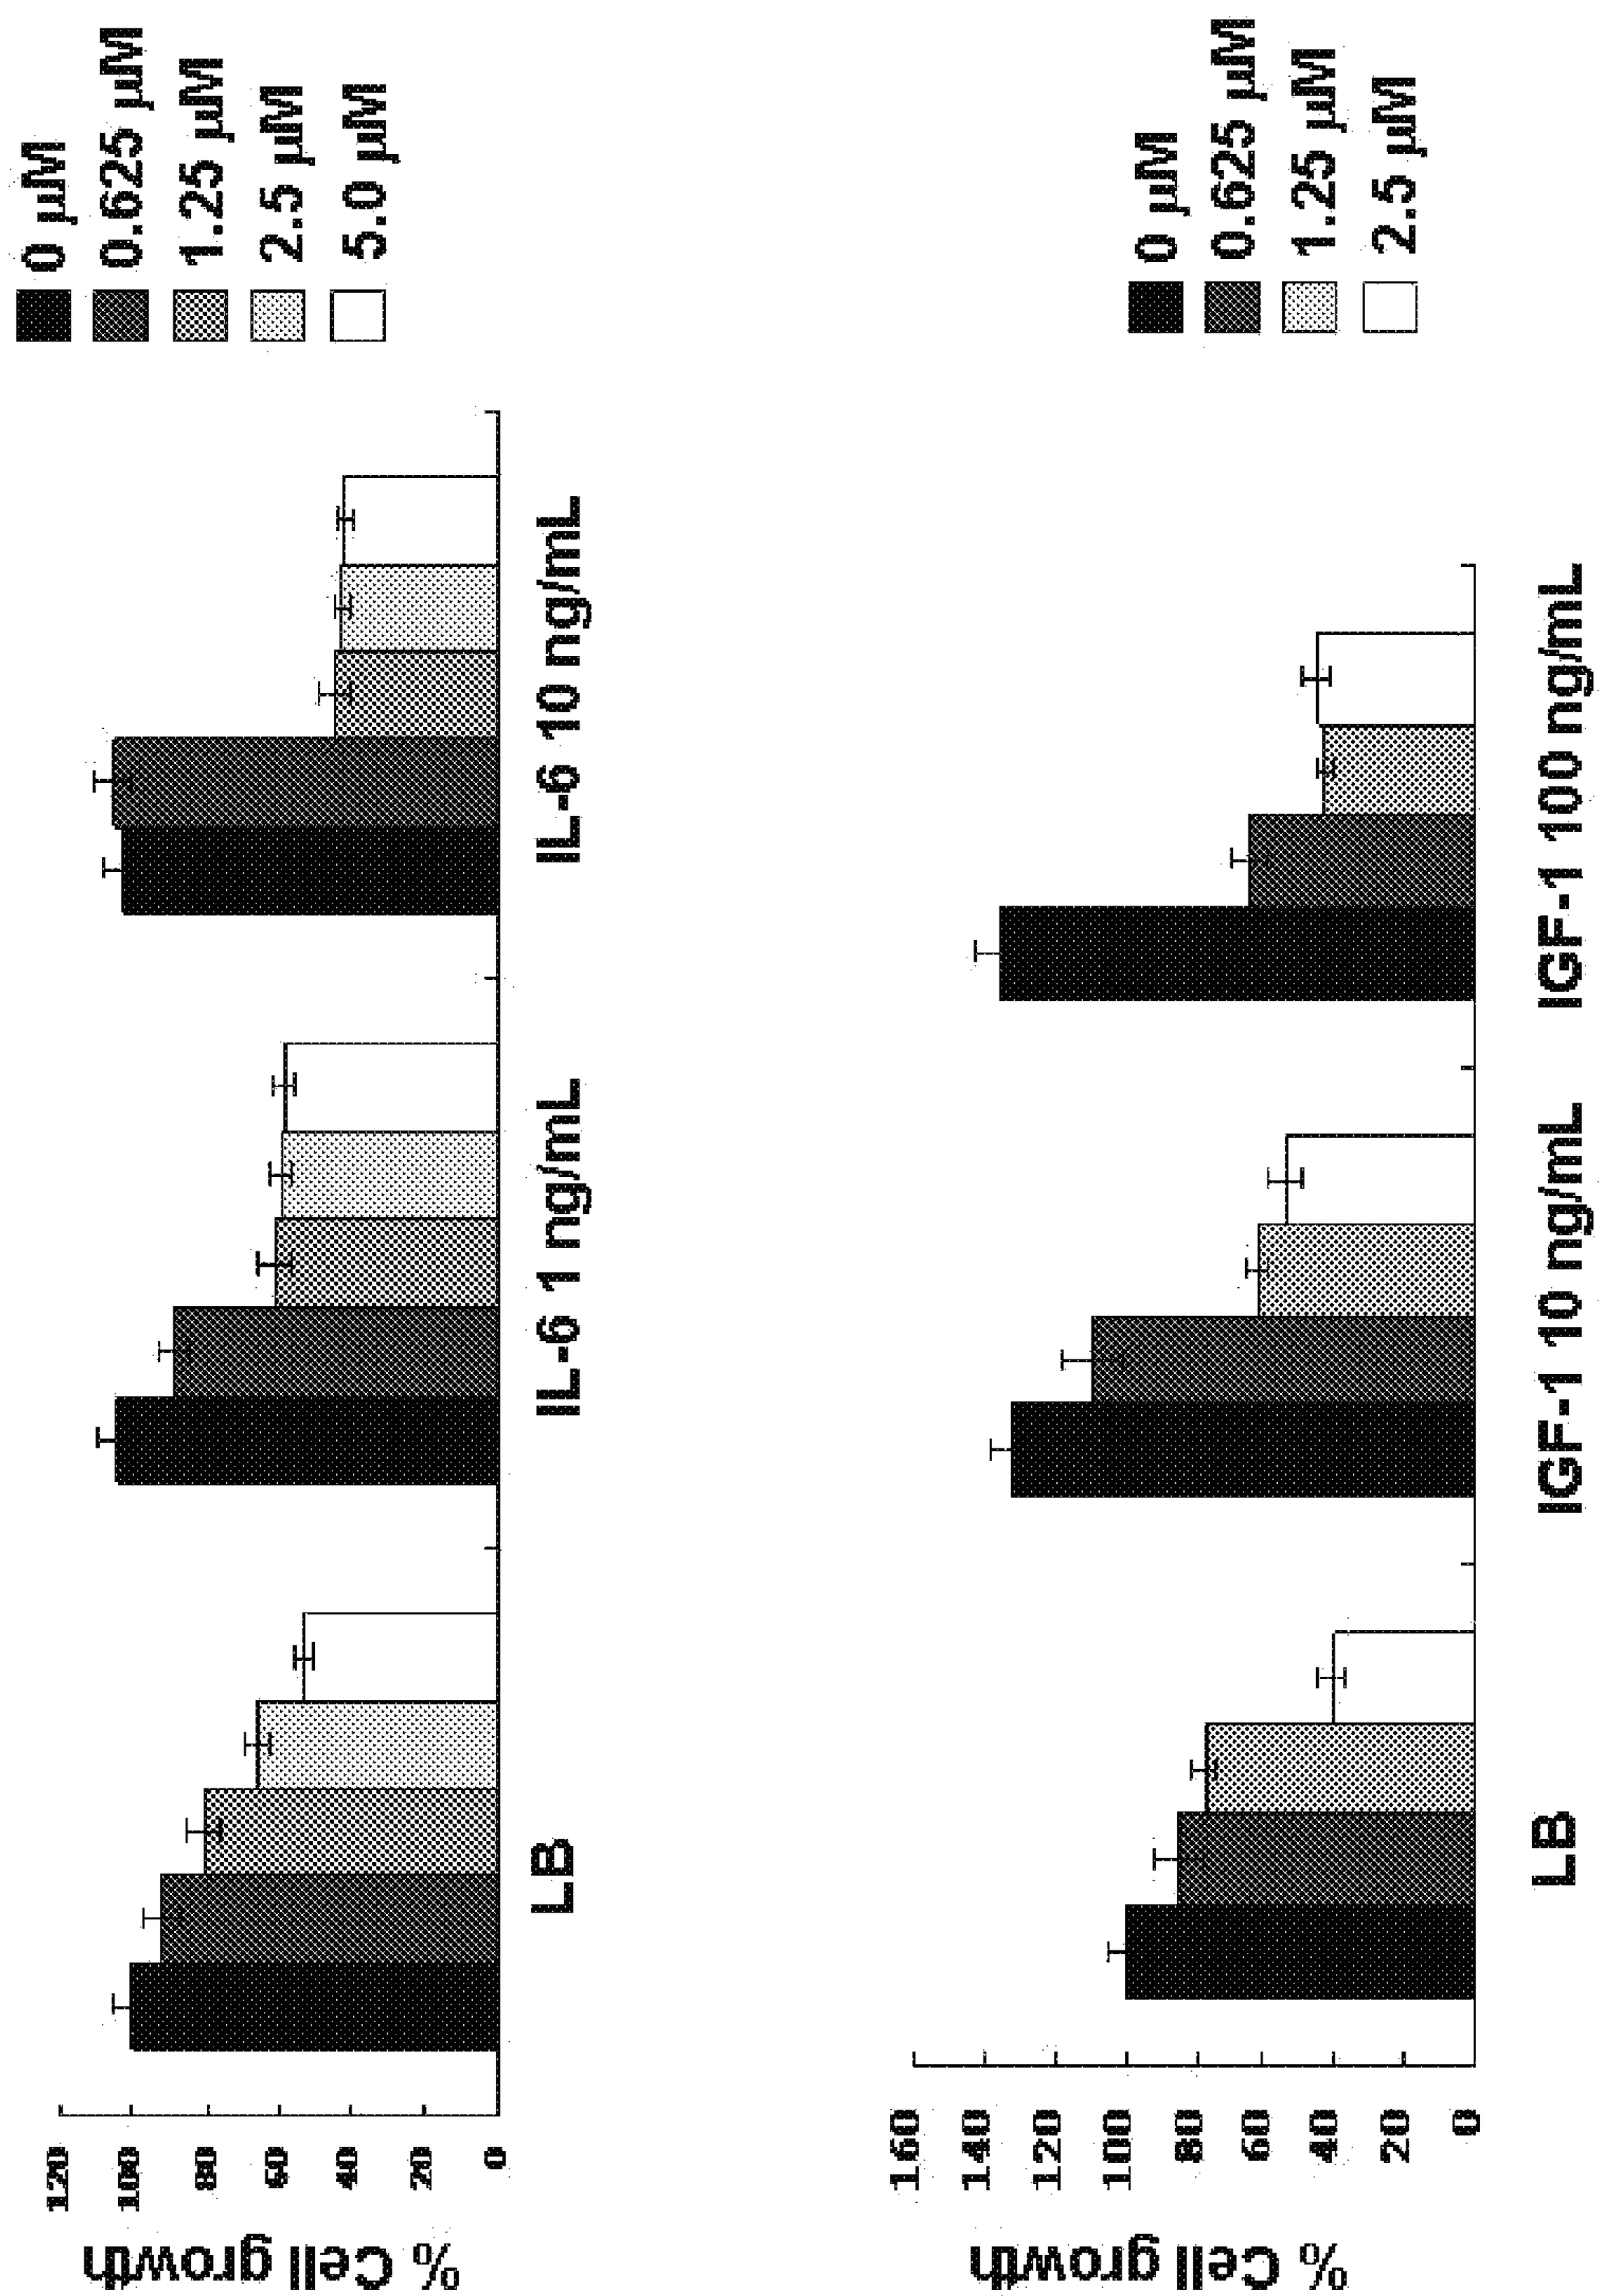 % Cell growth
120
100
80
60
40
20
0
LB
IL-6 1 ng/mL
IL-6 10 ng/mL
0 µM
0.625 µM
1.25 µM
2.5 µM
5.0 µM
% Cell growth
160
140
120
100
80
60
40
20
0
LB
IGF-1 10 ng/mL
IGF-1 100 ng/mL
0 µM
0.625 µM
1.25 µM
2.5 µM